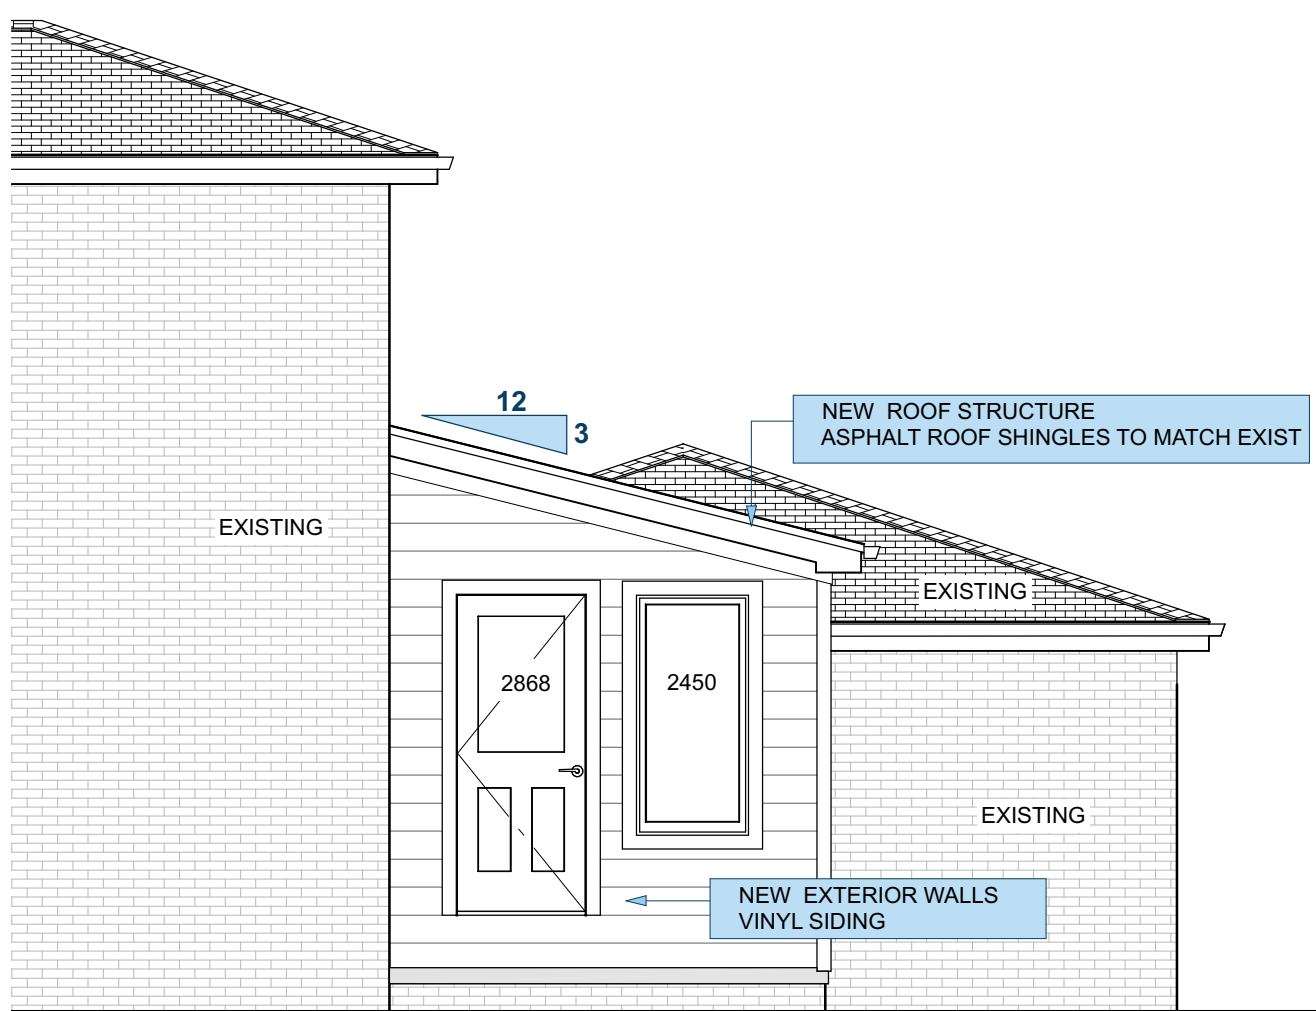 12
3
NEW ROOF STRUCTURE
ASPHALT ROOF SHINGLES TO MATCH EXIST
EXISTING
EXISTING
2868
2450
EXISTING
NEW EXTERIOR WALLS
VINYL SIDING